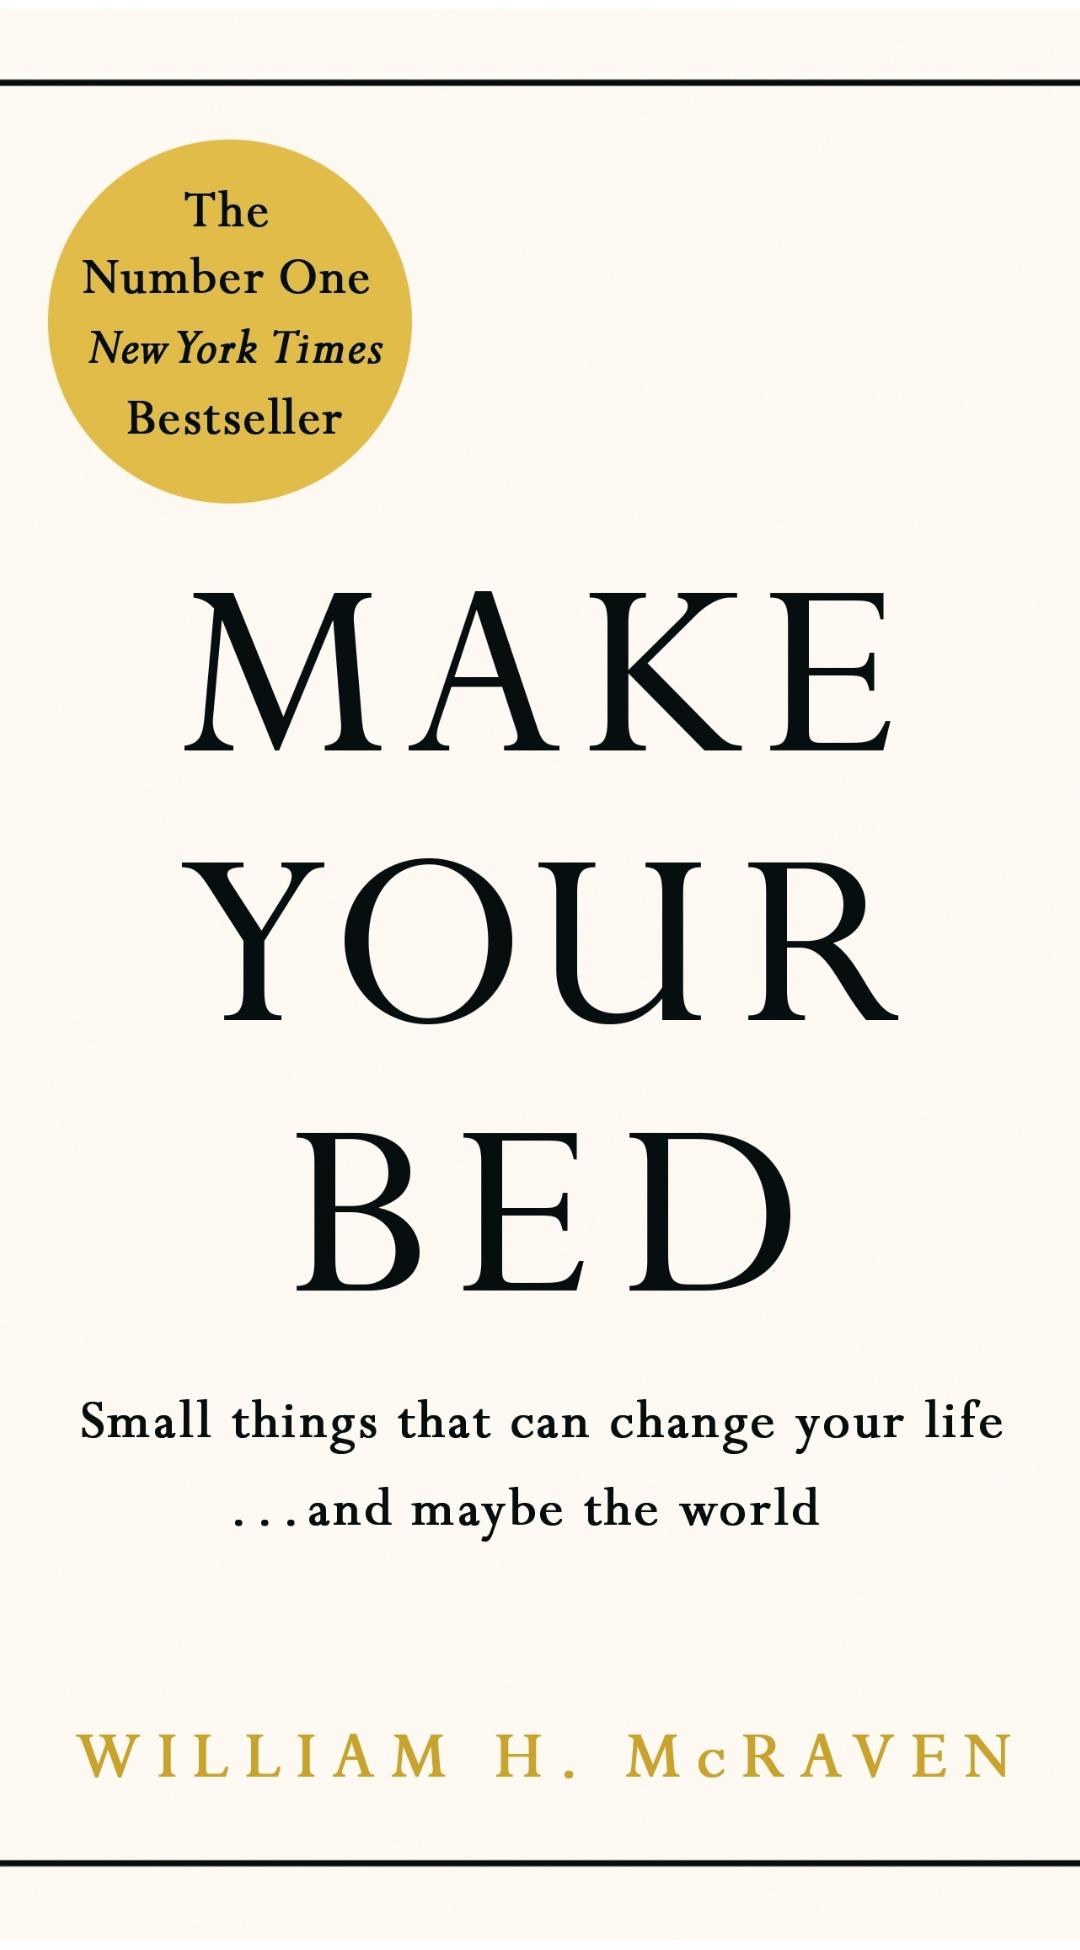 The
Number One
New York Times
Bestseller
MAKE
YOUR
BED
Small things that can change your life
...and maybe the world
WILLIAM H. McRAVEN